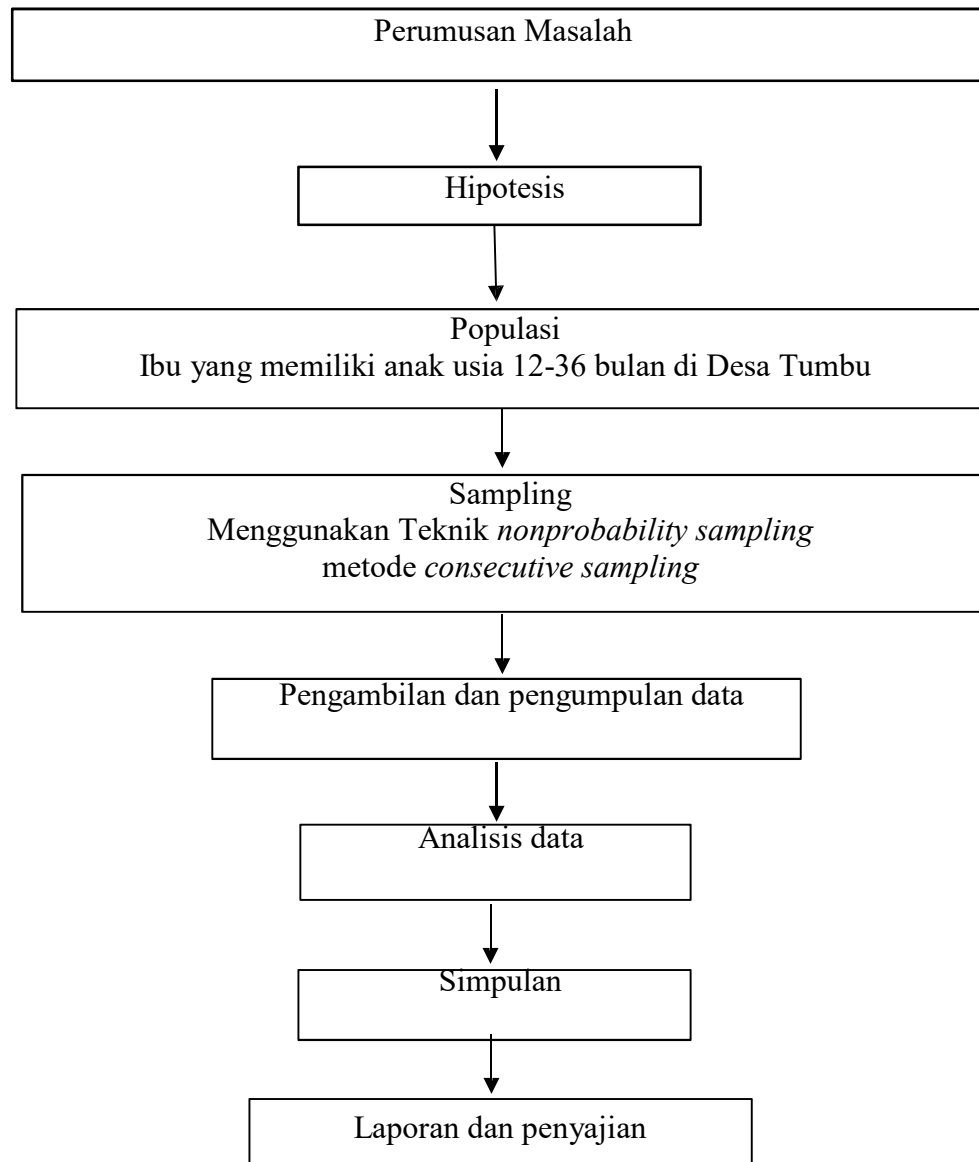 Perumusan Masalah
Hipotesis
Populasi
Ibu yang memiliki anak usia 12-36 bulan di Desa Tumbu
Sampling
Menggunakan Teknik nonprobability sampling
metode consecutive sampling
Pengambilan dan pengumpulan data
Analisis data
Simpulan
Laporan dan penyajian